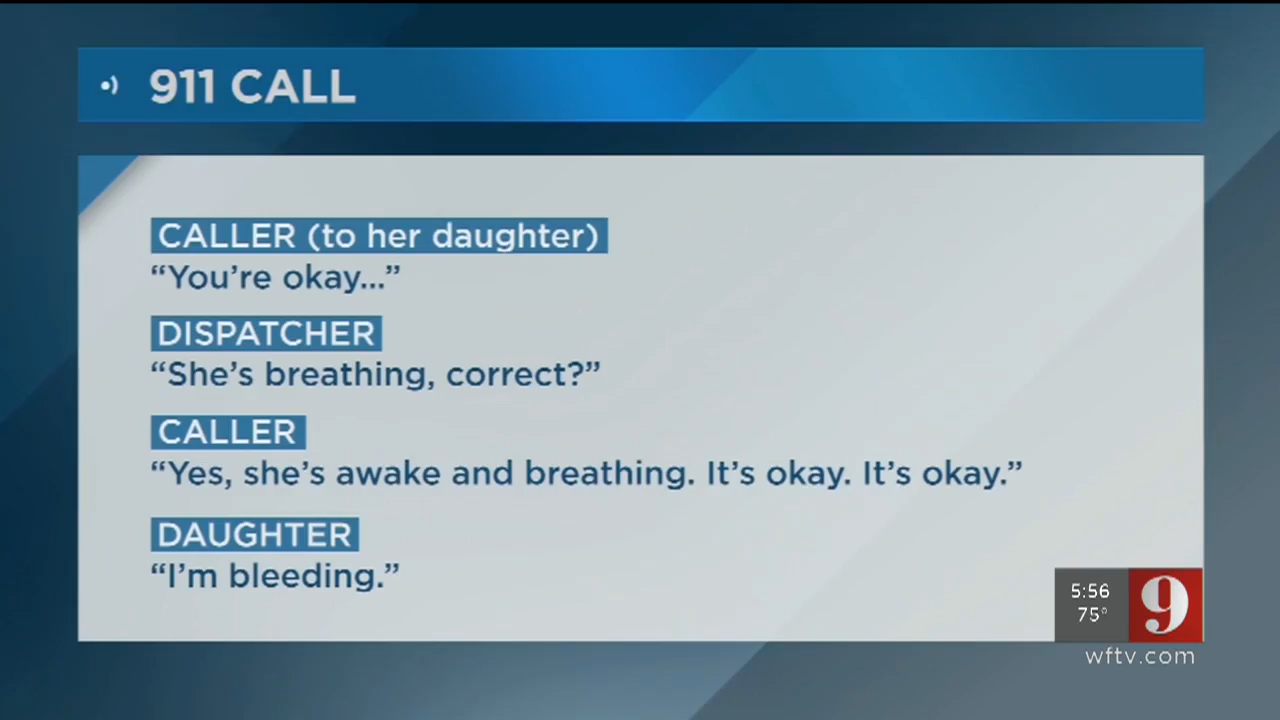 911 CALL
CALLER (to her daughter)
“You’re okay...”
DISPATCHER
“She’s breathing, correct?”
CALLER
“Yes, she’s awake and breathing. It’s okay. It’s okay.”
DAUGHTER
“I’m bleeding.”
5:56
75°
9
wftv.com